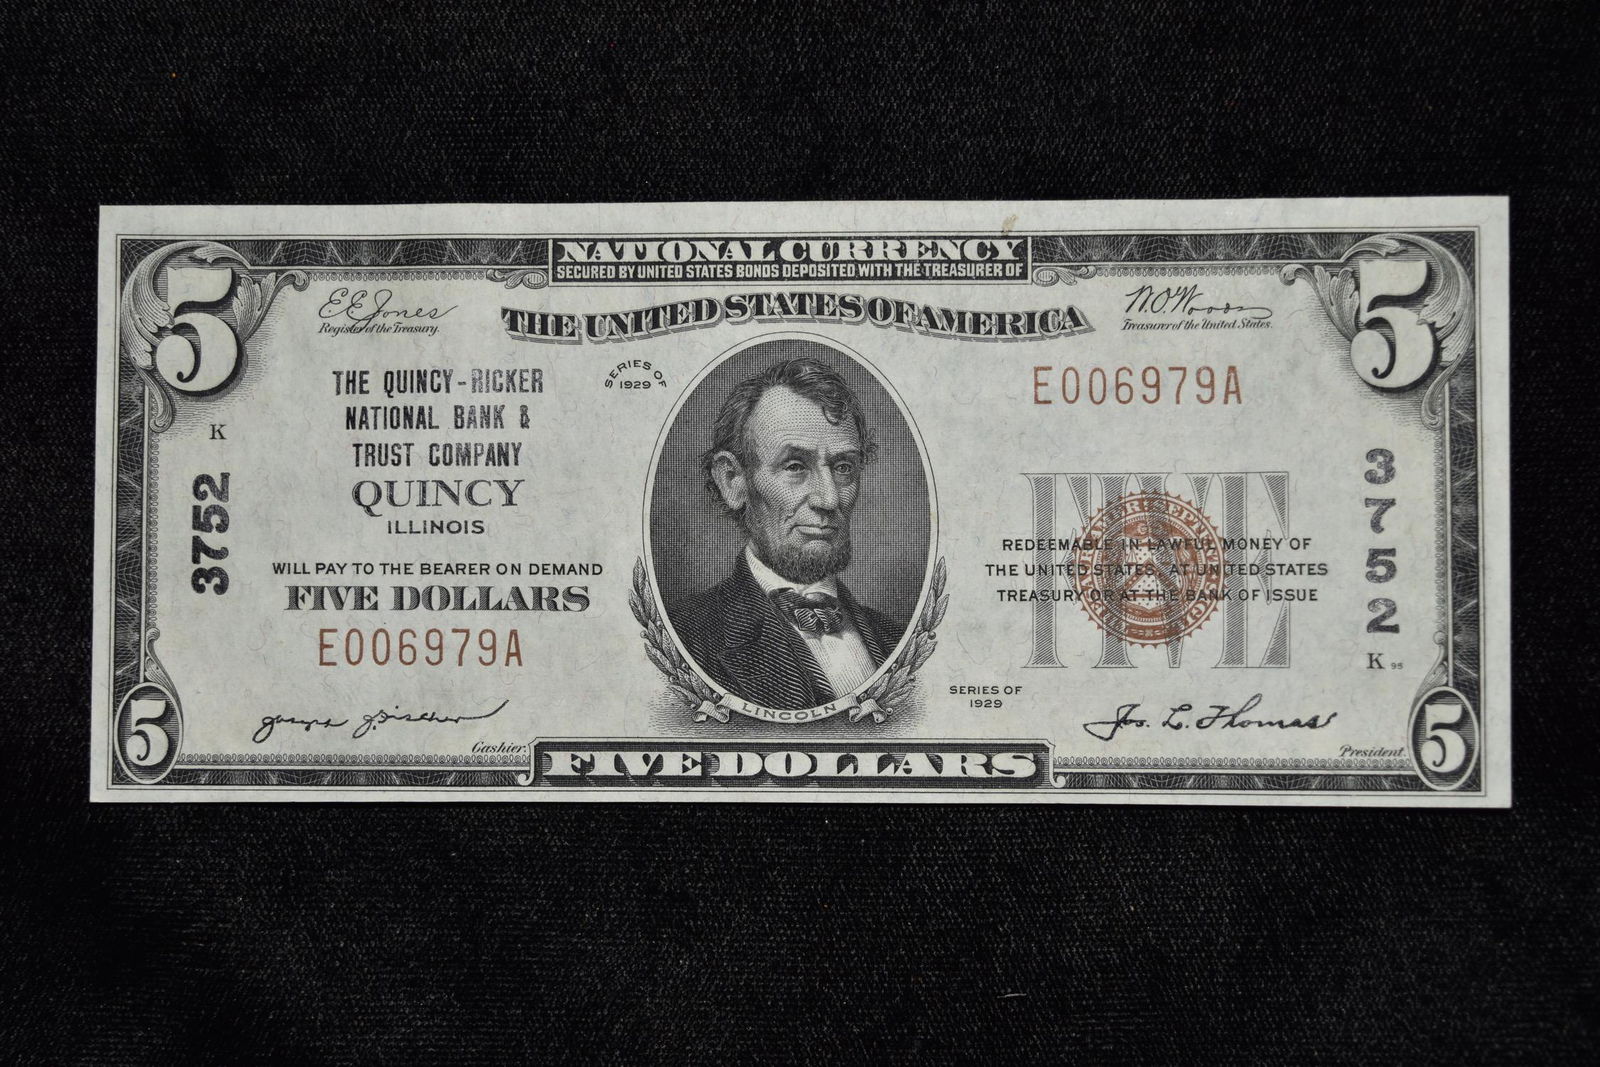 NATIONAL CURRENCY
SECURED BY UNITED STATES BONDS DEPOSITED WITH THE TREASURER OF
THE UNITED STATES OF AMERICA
5
5
E.E. Jones
Register of the Treasury.
W.O. Woods
Treasurer of the United States.
SERIES OF
1929
THE QUINCY-RICKER
NATIONAL BANK &
TRUST COMPANY
QUINCY
ILLINOIS
K
3752
WILL PAY TO THE BEARER ON DEMAND
FIVE DOLLARS
E006979A
E006979A
FIVE
REDEEMABLE IN LAWFUL MONEY OF
THE UNITED STATES AT UNITED STATES
TREASURY OR AT THE BANK OF ISSUE
3752
K 95
SERIES OF
1929
LINCOLN
Joseph J. Fischer
Cashier.
Jos. L. Thomas
President.
5
FIVE DOLLARS
5